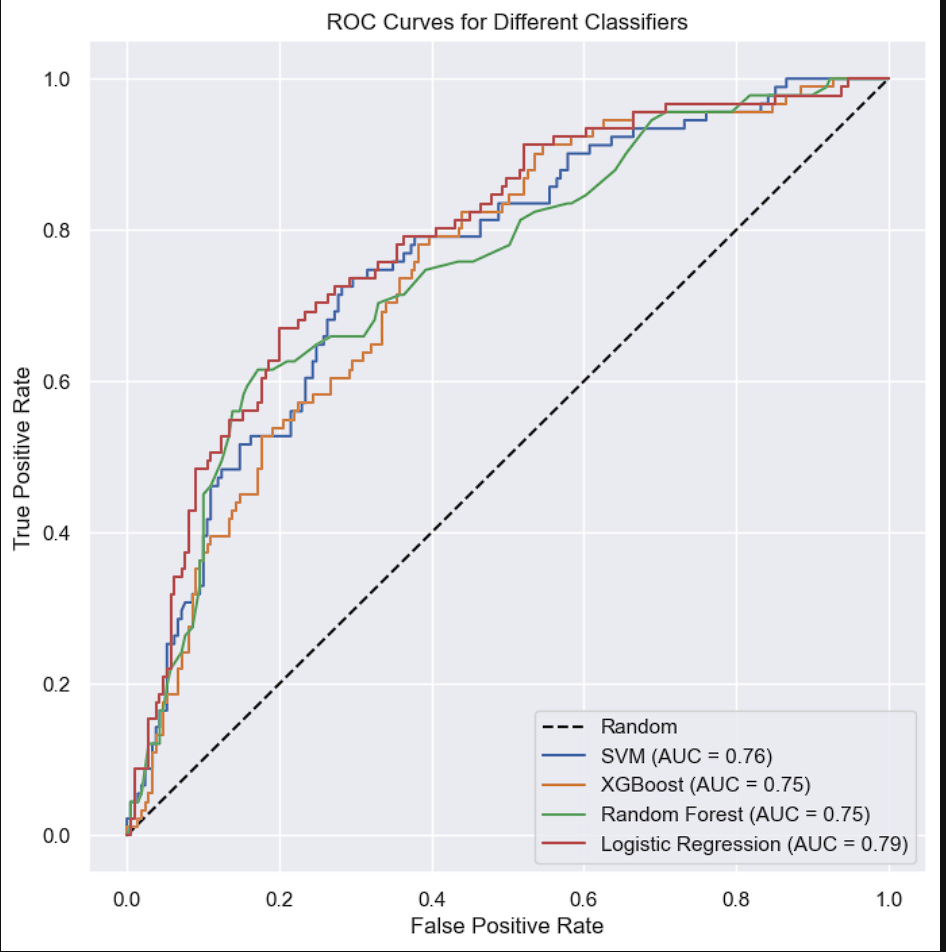 ROC Curves for Different Classifiers
True Positive Rate
1.0
0.8
0.6
0.4
0.2
0.0
Random
SVM (AUC = 0.76)
XGBoost (AUC = 0.75)
Random Forest (AUC = 0.75)
Logistic Regression (AUC = 0.79)
0.0 0.2 0.4 0.6 0.8 1.0
False Positive Rate